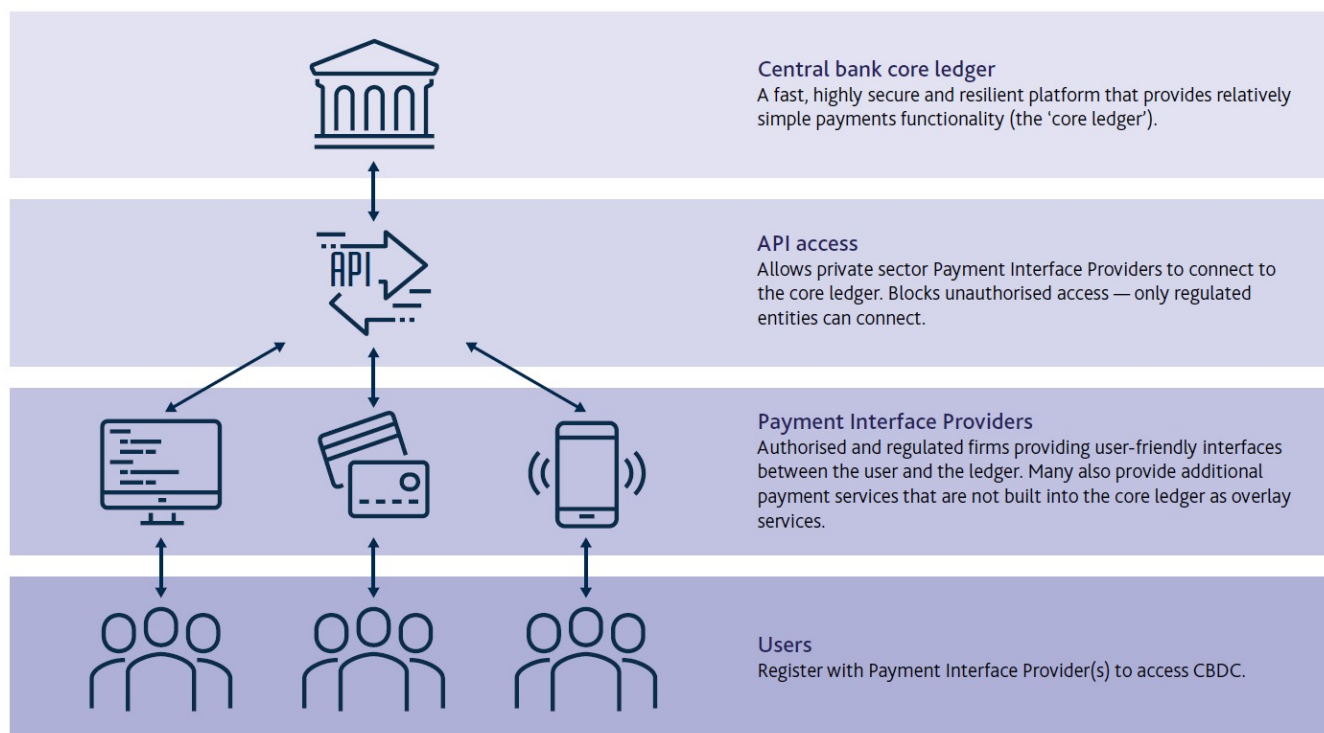 Central bank core ledger
A fast, highly secure and resilient platform that provides relatively
simple payments functionality (the ‘core ledger’).
API
API access
Allows private sector Payment Interface Providers to connect to
the core ledger. Blocks unauthorised access — only regulated
entities can connect.
Payment Interface Providers
Authorised and regulated firms providing user-friendly interfaces
between the user and the ledger. Many also provide additional
payment services that are not built into the core ledger as overlay
services.
Users
Register with Payment Interface Provider(s) to access CBDC.